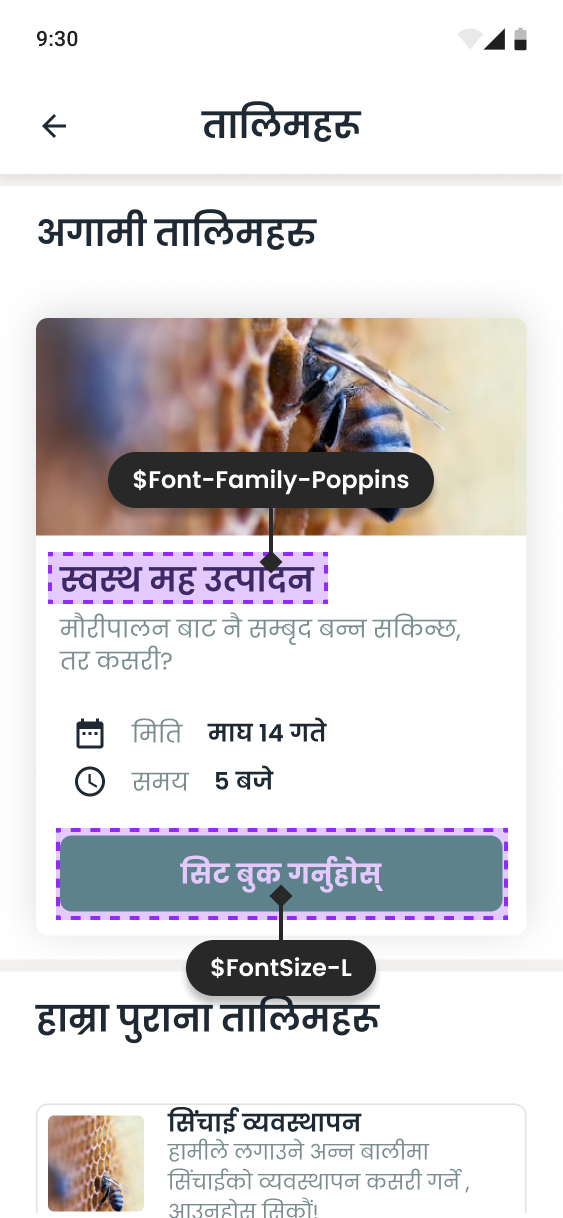 9:30
तालिमहरू
अगामी तालिमहरु
$Font-Family-Poppins
स्वस्थ मह उत्पादन
मौरीपालन बाट नै सम्बृद बन्न सकिन्छ,
तर कसरी?
मिति माघ 14 गते
समय 5 बजे
सिट बुक गर्नुहोस्
$FontSize-L
हाम्रा पुराना तालिमहरू
सिंचाई व्यवस्थापन
हामीले लगाउने अन्न बालीमा
सिंचाईको व्यवस्थापन कसरी गर्ने ,
आउनुहोस सिकौं!